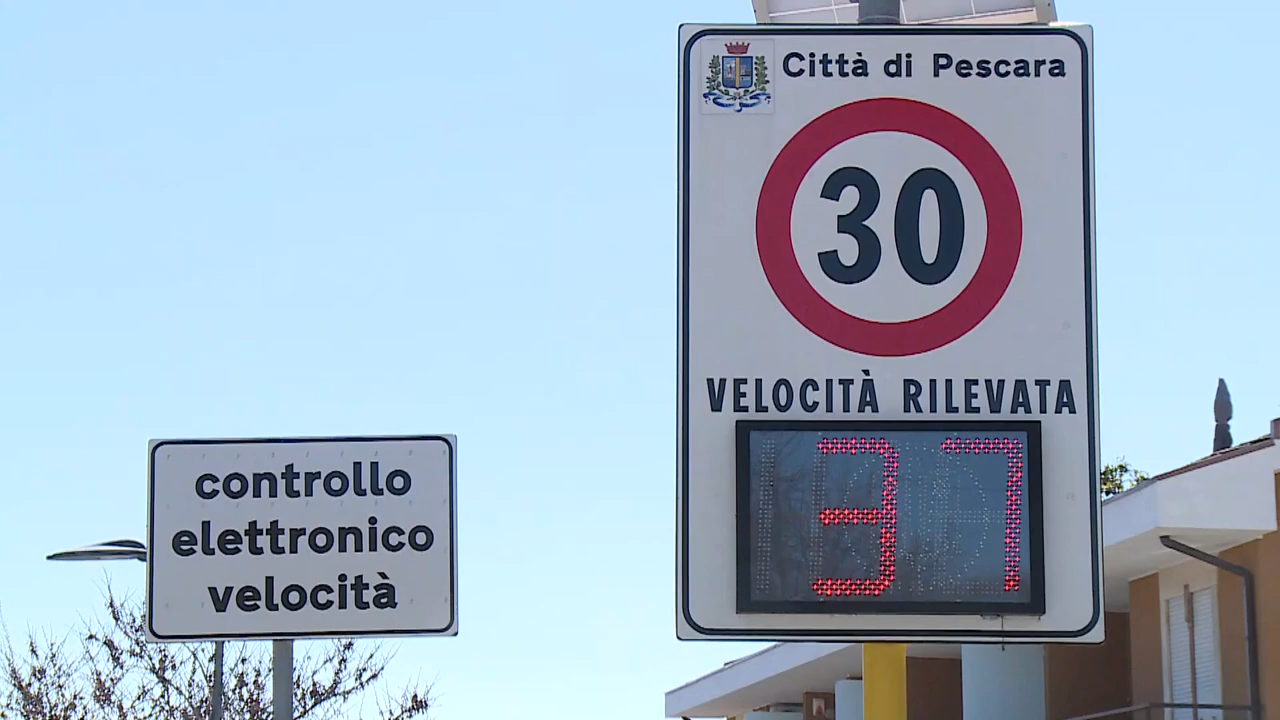 Città di Pescara
30
VELOCITÀ RILEVATA
37
controllo
elettronico
velocità